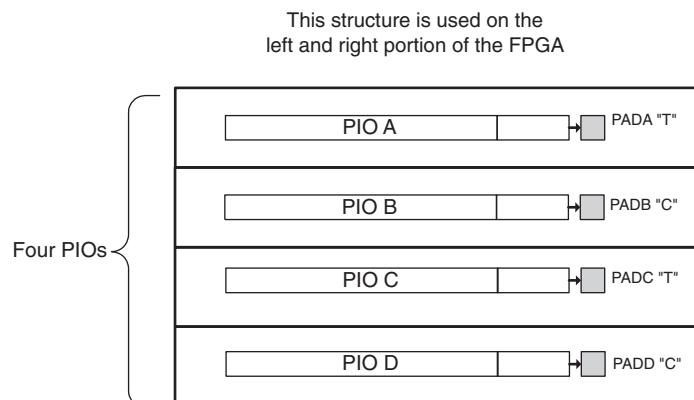 This structure is used on the
left and right portion of the FPGA
PIO A
PADA "T"
PIO B
PADB "C"
Four PIOs
PIO C
PADC "T"
PIO D
PADD "C"